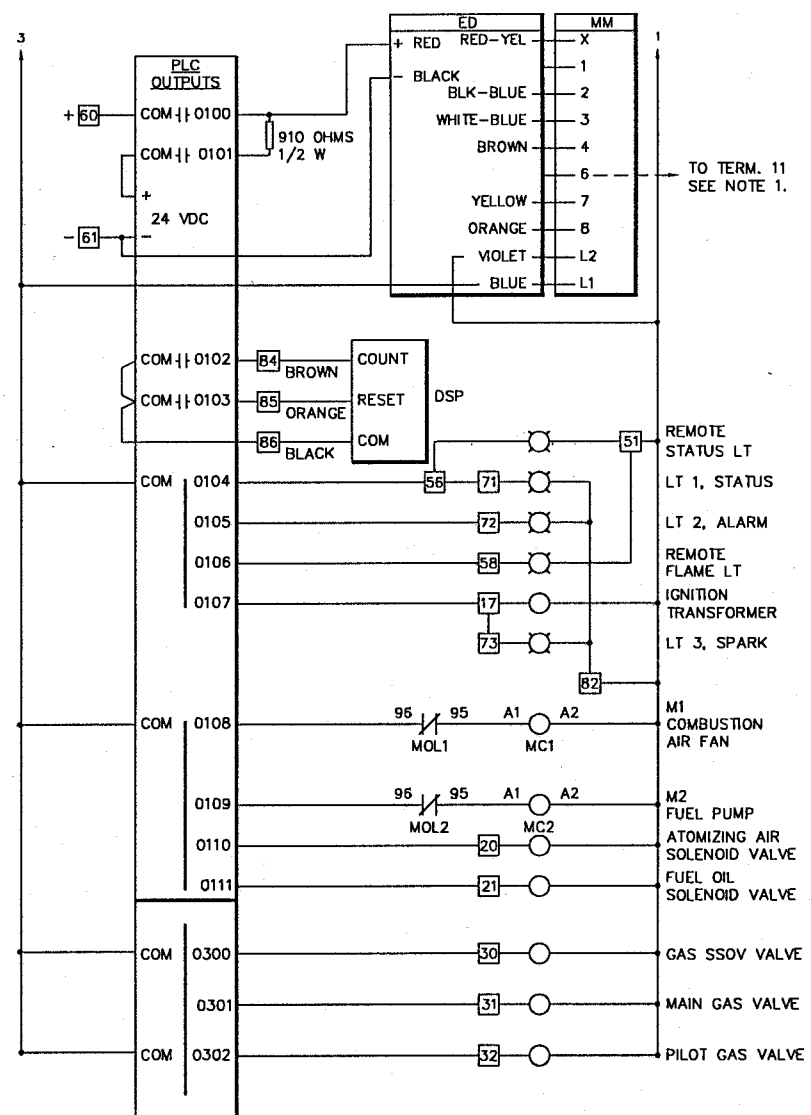 3
1
ED
MM
+ RED RED-YEL X
1
- BLACK
BLK-BLUE 2
WHITE-BLUE 3
BROWN 4
6
TO TERM. 11
SEE NOTE 1.
YELLOW 7
ORANGE 8
VIOLET L2
BLUE L1
PLC
OUTPUTS
+ 60 COM 0100
910 OHMS
1/2 W
COM 0101
+
24 VDC
- 61 -
COM 0102 84 BROWN COUNT
COM 0103 85 ORANGE RESET DSP
86 BLACK COM
51 REMOTE
STATUS LT
COM 0104 56 71 LT 1, STATUS
0105 72 LT 2, ALARM
0106 58 REMOTE
FLAME LT
0107 17 IGNITION
TRANSFORMER
73 LT 3, SPARK
82
COM 0108 96 95 A1 A2 M1
MOL1 MC1 COMBUSTION
AIR FAN
0109 96 95 A1 A2 M2
MOL2 MC2 FUEL PUMP
0110 20 ATOMIZING AIR
SOLENOID VALVE
0111 21 FUEL OIL
SOLENOID VALVE
COM 0300 30 GAS SSOV VALVE
0301 31 MAIN GAS VALVE
COM 0302 32 PILOT GAS VALVE